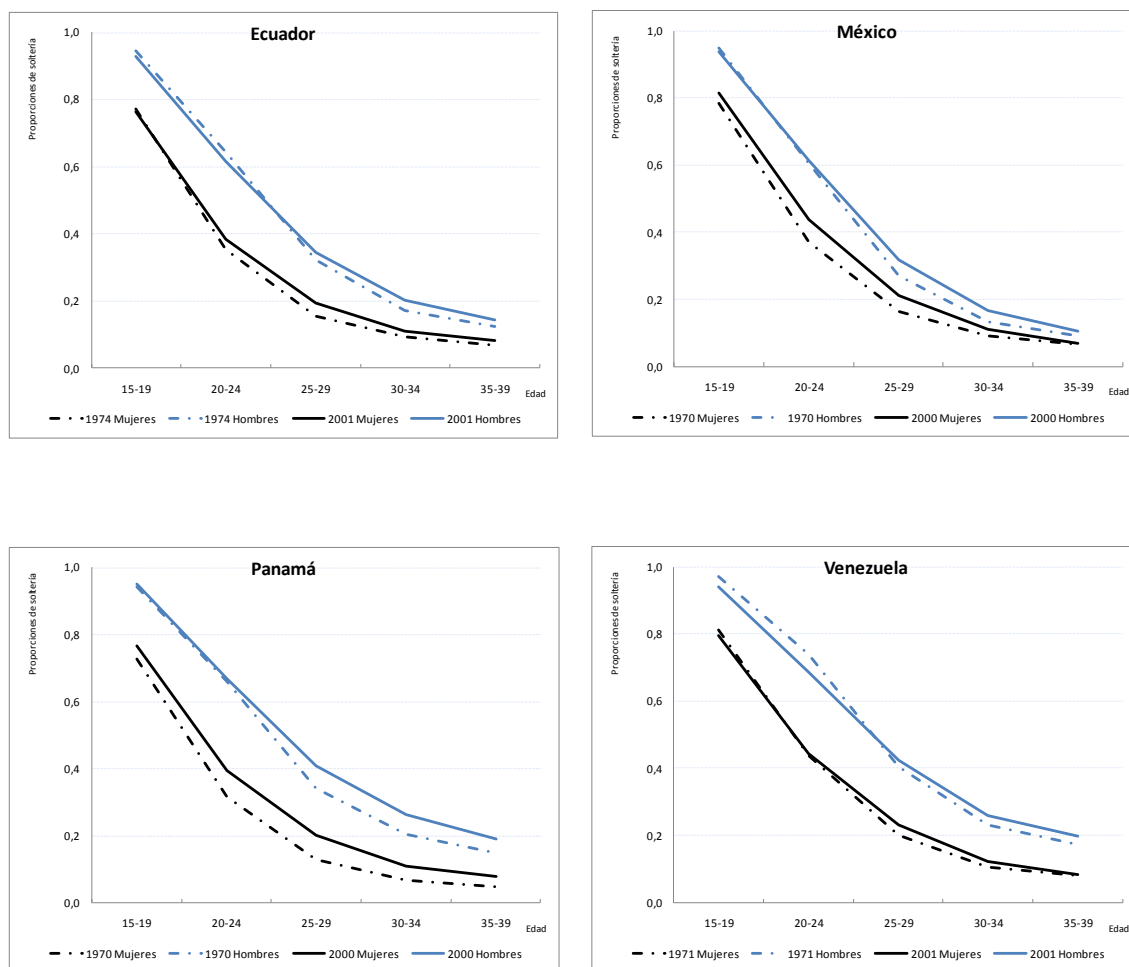 Ecuador
Proporciones de soltería
1,0
0,8
0,6
0,4
0,2
0,0
15-19 20-24 25-29 30-34 35-39 Edad
1974 Mujeres 1974 Hombres 2001 Mujeres 2001 Hombres
México
Proporciones de soltería
1,0
0,8
0,6
0,4
0,2
0,0
15-19 20-24 25-29 30-34 35-39 Edad
1970 Mujeres 1970 Hombres 2000 Mujeres 2000 Hombres
Panamá
Proporciones de soltería
1,0
0,8
0,6
0,4
0,2
0,0
15-19 20-24 25-29 30-34 35-39 Edad
1970 Mujeres 1970 Hombres 2000 Mujeres 2000 Hombres
Venezuela
Proporciones de soltería
1,0
0,8
0,6
0,4
0,2
0,0
15-19 20-24 25-29 30-34 35-39 Edad
1971 Mujeres 1971 Hombres 2001 Mujeres 2001 Hombres